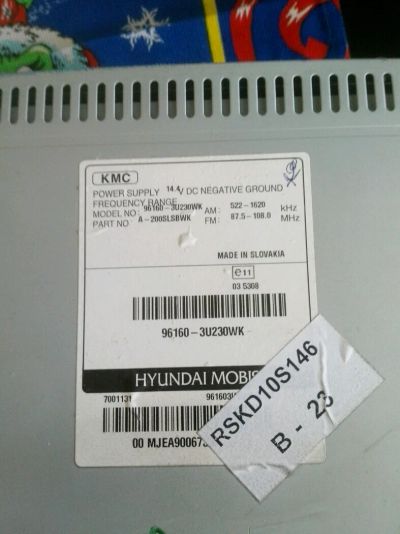 KMC
POWER SUPPLY 14.4V DC NEGATIVE GROUND
FREQUENCY RANGE
MODEL NO: 96160-3U230WK AM: 522-1620 kHz
PART NO A-200SLSBWK FM: 87.5-108.0 MHz
MADE IN SLOVAKIA
e11
03 5368
96160-3U230WK
HYUNDAI MOBIS
7001131
00
RSKD10S146
B - 23